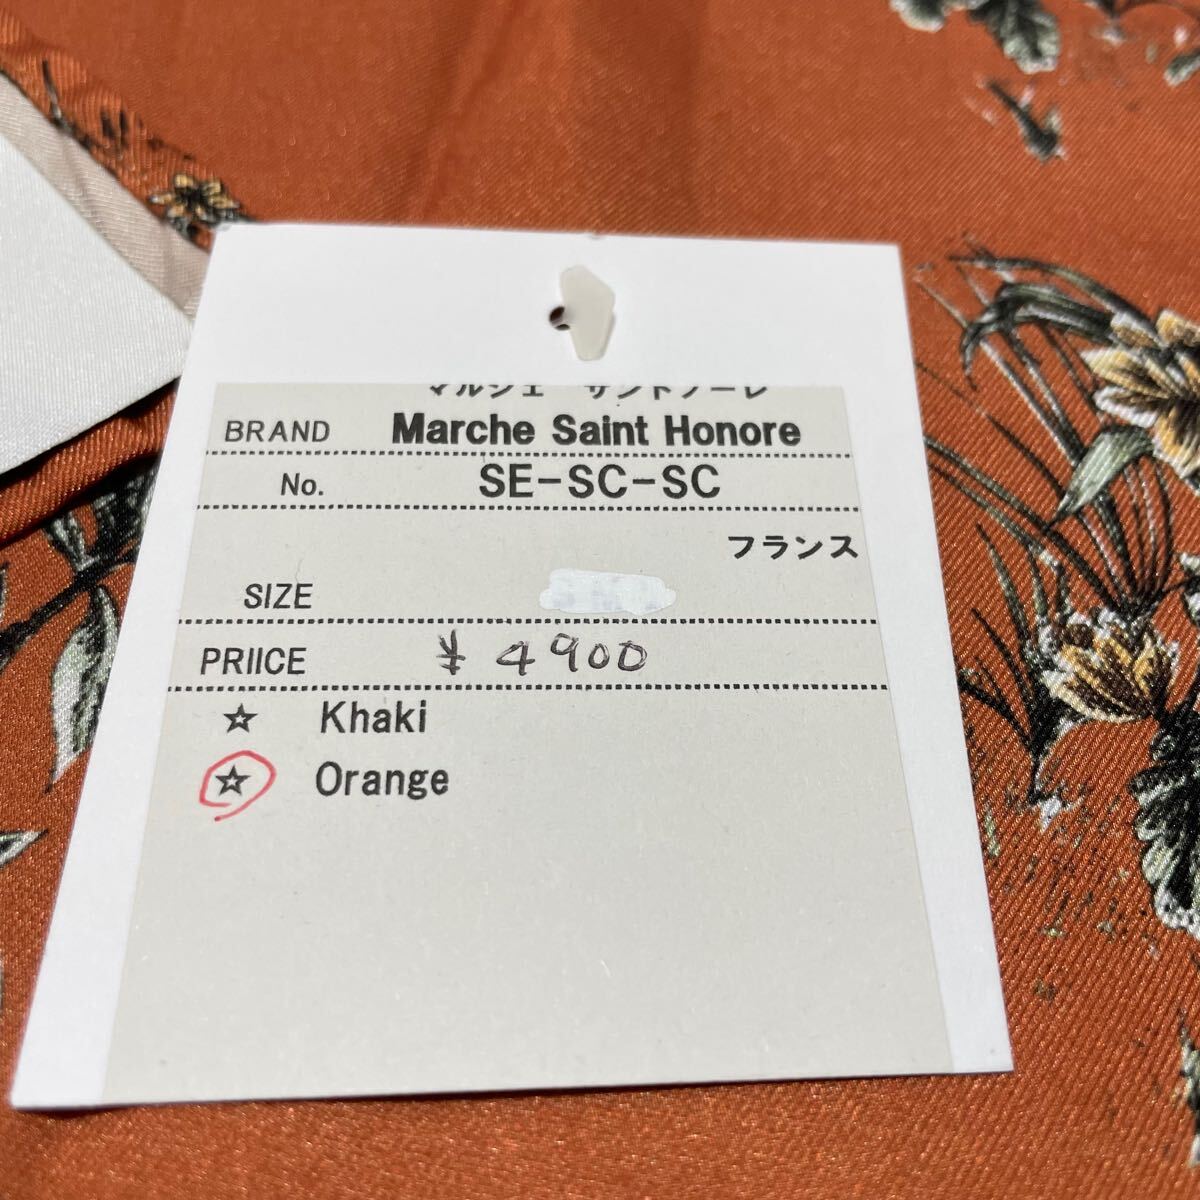 マルシェ サントノーレ
BRAND Marche Saint Honore
No. SE-SC-SC
フランス
SIZE
PRIICE ¥4900
☆ Khaki
☆ Orange